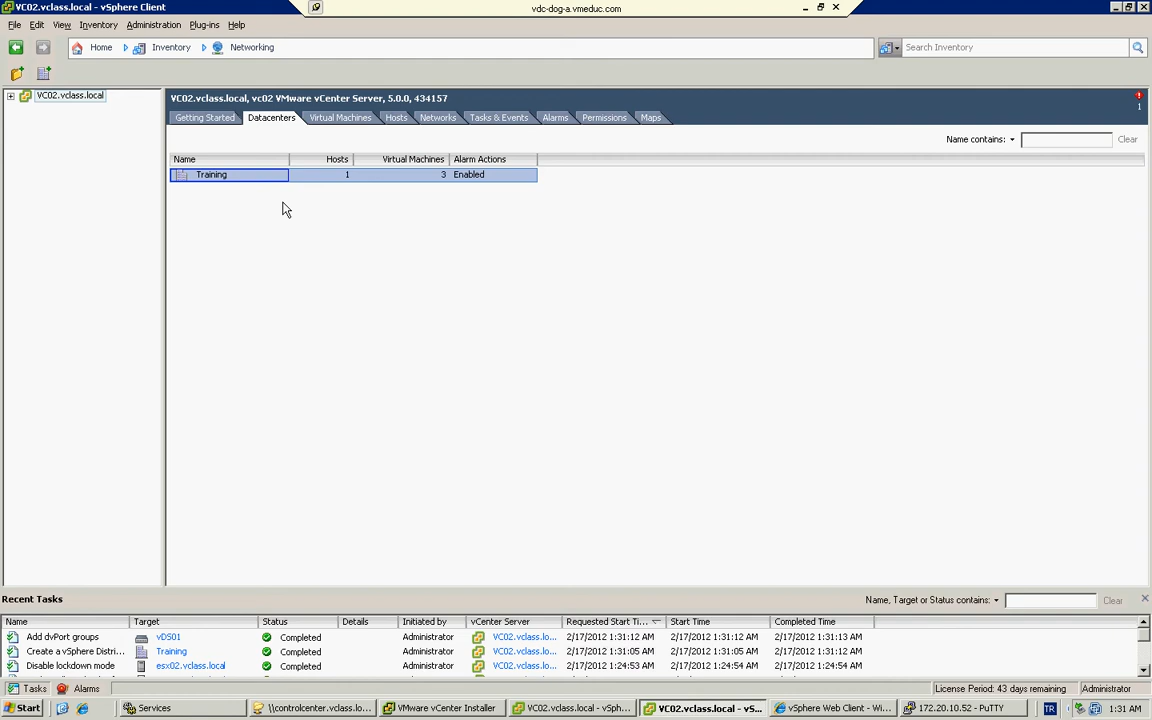 VC02.vclass.local - vSphere Client
vdc-dog-a.vmeduc.com
File Edit View Inventory Administration Plug-ins Help
Home Inventory Networking
Search Inventory
VC02.vclass.local
VC02.vclass.local, vc02 VMware vCenter Server, 5.0.0, 434157
1
Getting Started Datacenters Virtual Machines Hosts Networks Tasks & Events Alarms Permissions Maps
Name contains: Clear
Name Hosts Virtual Machines Alarm Actions
Training 1 3 Enabled
Recent Tasks
Name, Target or Status contains: Clear
Name Target Status Details Initiated by vCenter Server Requested Start Ti... Start Time Completed Time
Add dvPort groups vDS01 Completed Administrator VC02.vclass.lo... 2/17/2012 1:31:12 AM 2/17/2012 1:31:12 AM 2/17/2012 1:31:13 AM
Create a vSphere Distri... Training Completed Administrator VC02.vclass.lo... 2/17/2012 1:31:05 AM 2/17/2012 1:31:05 AM 2/17/2012 1:31:12 AM
Disable lockdown mode esx02.vclass.local Completed Administrator VC02.vclass.lo... 2/17/2012 1:24:53 AM 2/17/2012 1:24:54 AM 2/17/2012 1:24:54 AM
Tasks Alarms License Period: 43 days remaining Administrator
Start Services \\controlcenter.vclass.lo... VMware vCenter Installer VC02.vclass.local - vSph... VC02.vclass.local - vS... vSphere Web Client - Wi... 172.20.10.52 - PuTTY TR 1:31 AM